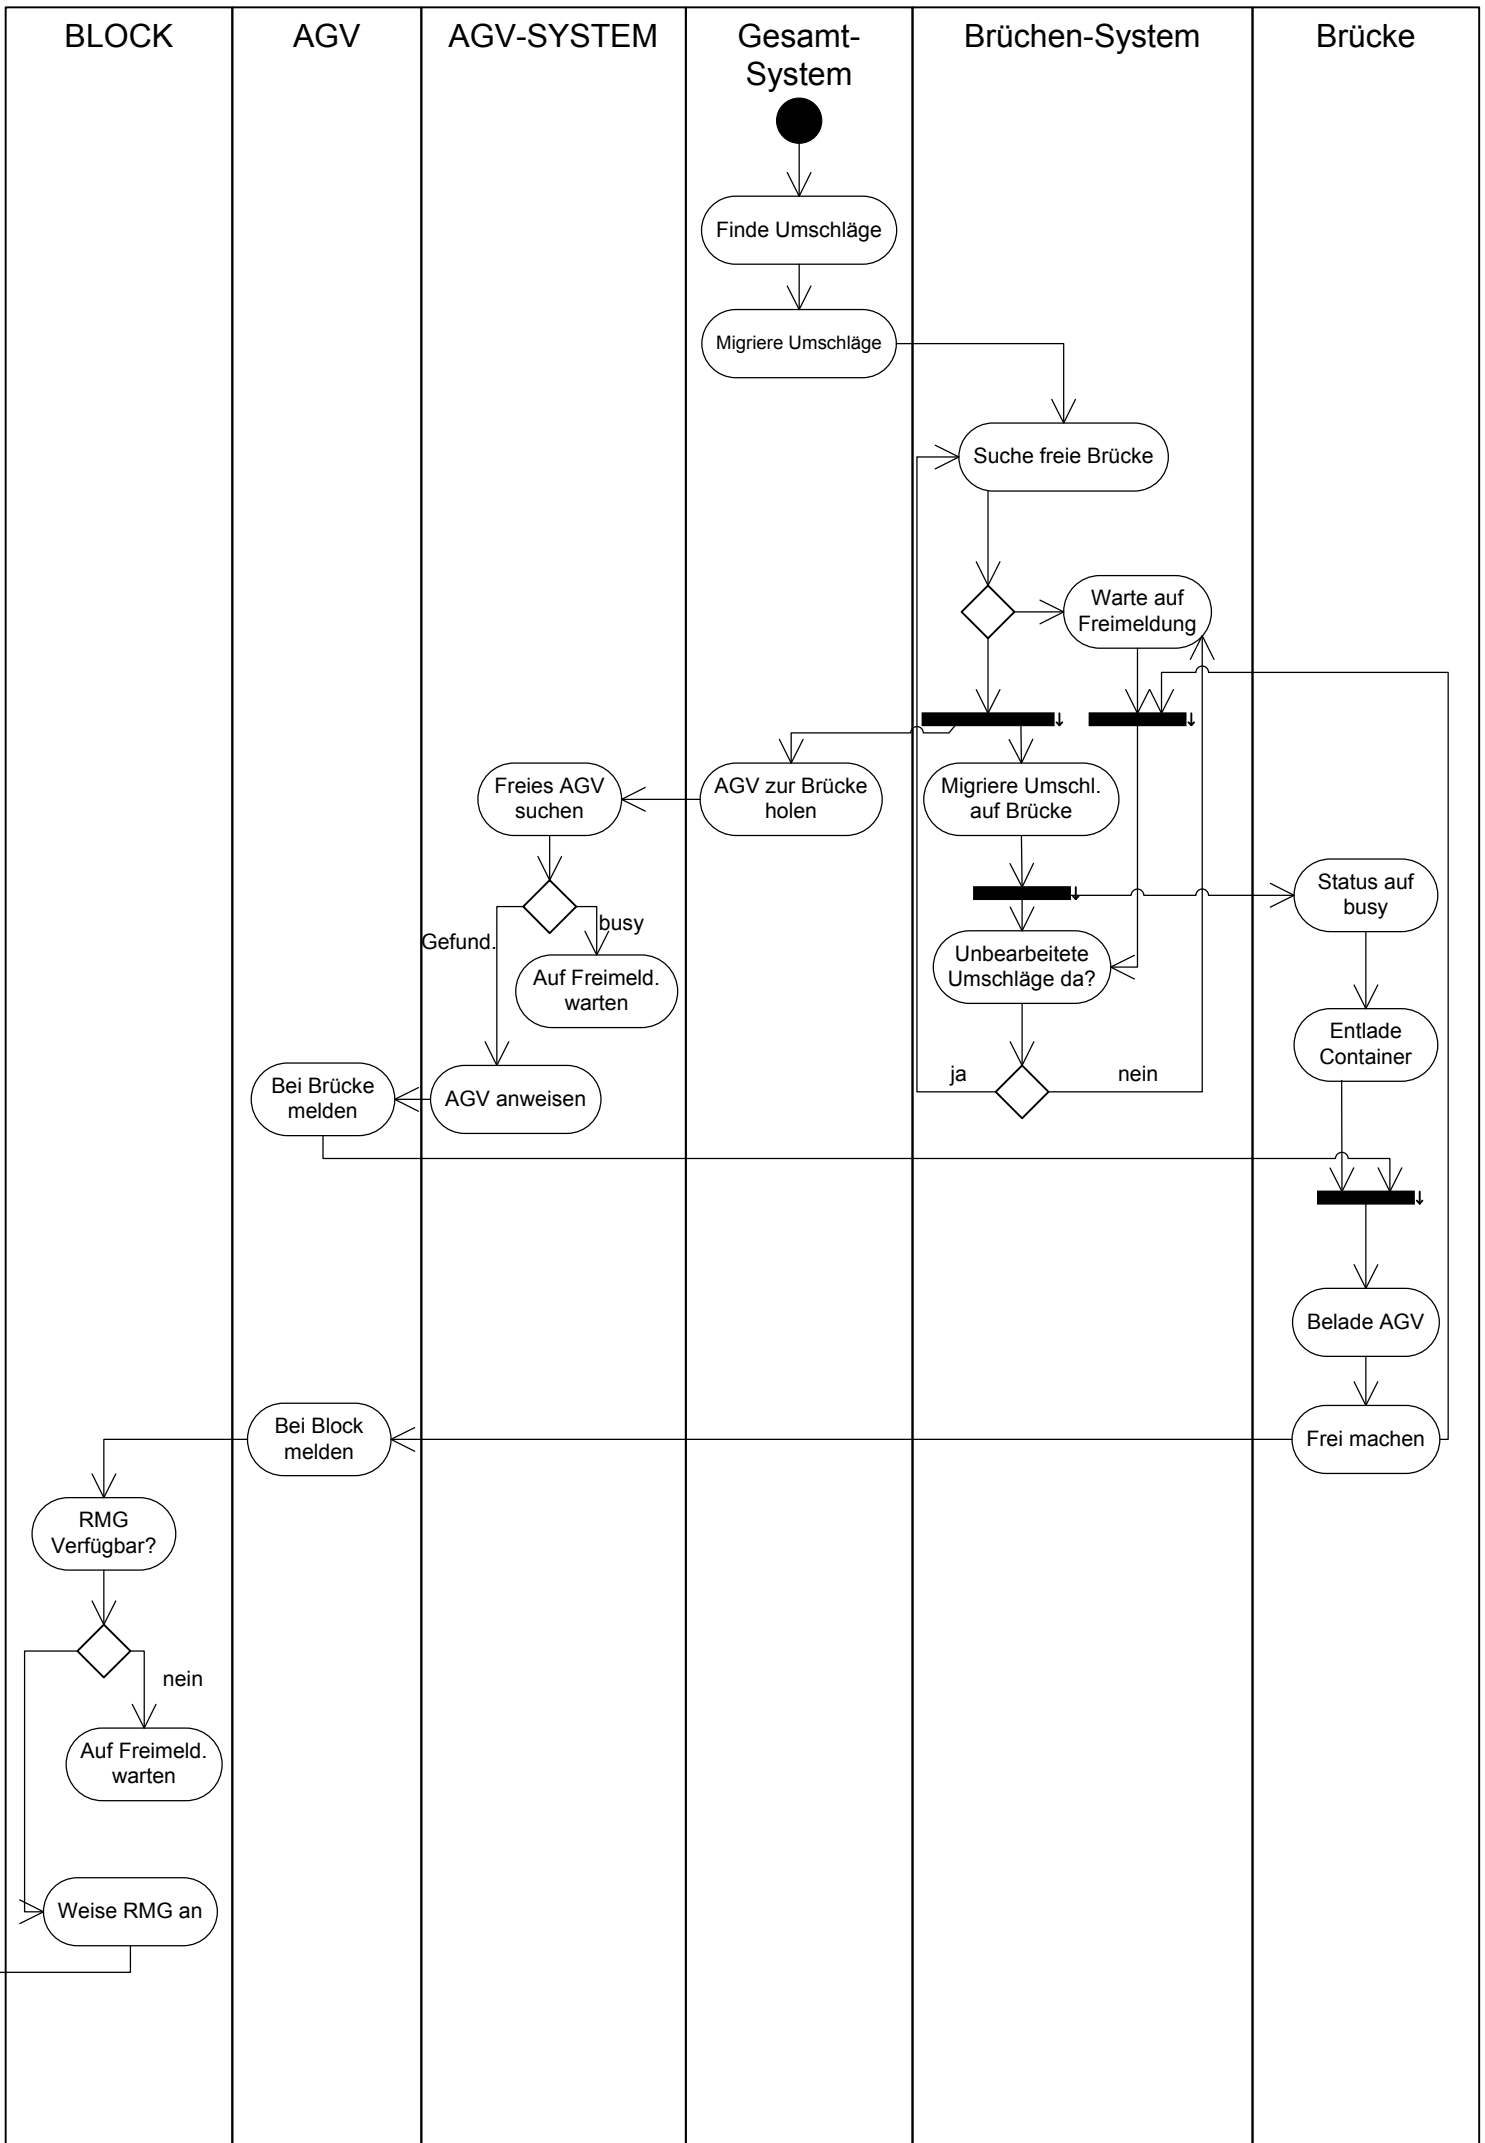 BLOCK
AGV
AGV-SYSTEM
Gesamt-
System
Brüchen-System
Brücke
Finde Umschläge
Migriere Umschläge
Suche freie Brücke
Warte auf
Freimeldung
Freies AGV
suchen
AGV zur Brücke
holen
Migriere Umschl.
auf Brücke
Status auf
busy
busy
Gefund.
Auf Freimeld.
warten
Unbearbeitete
Umschläge da?
Entlade
Container
ja
nein
Bei Brücke
melden
AGV anweisen
Belade AGV
Bei Block
melden
Frei machen
RMG
Verfügbar?
nein
Auf Freimeld.
warten
Weise RMG an